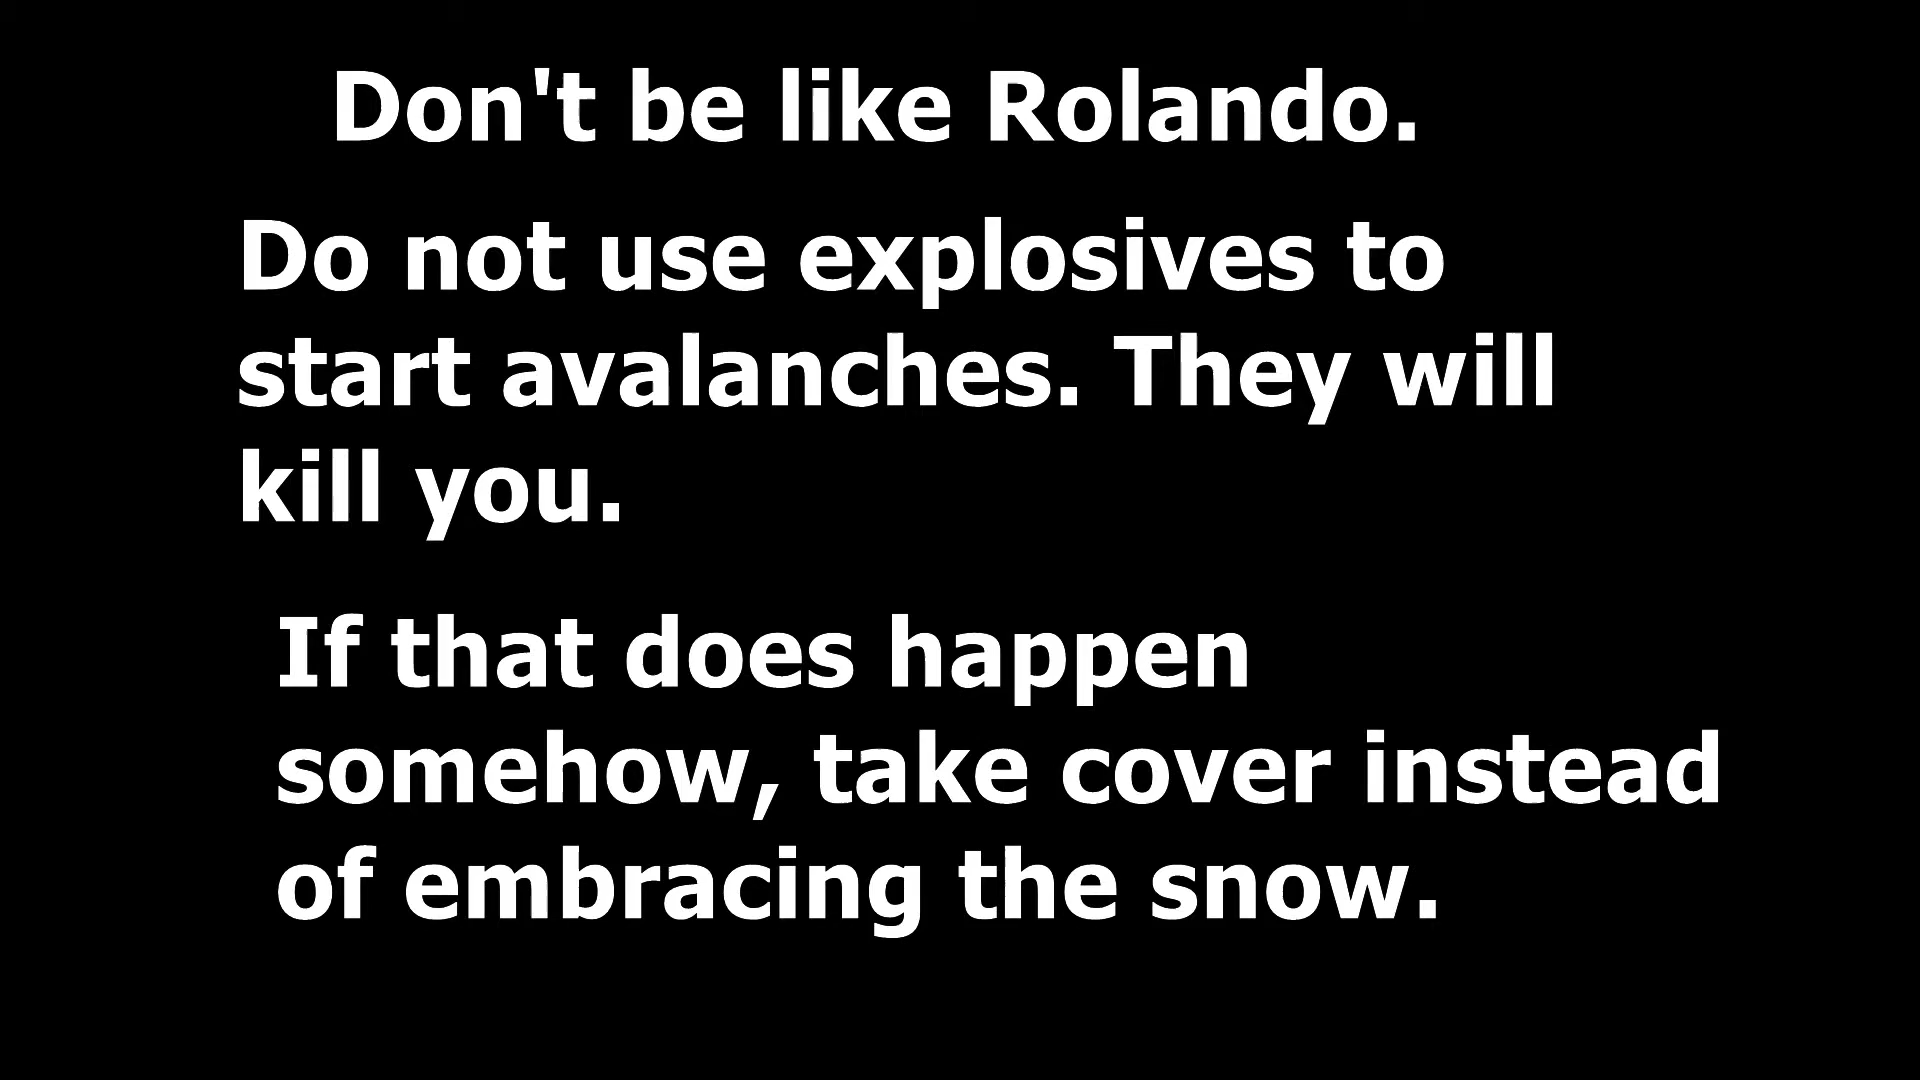 Don't be like Rolando.
Do not use explosives to
start avalanches. They will
kill you.
If that does happen
somehow, take cover instead
of embracing the snow.